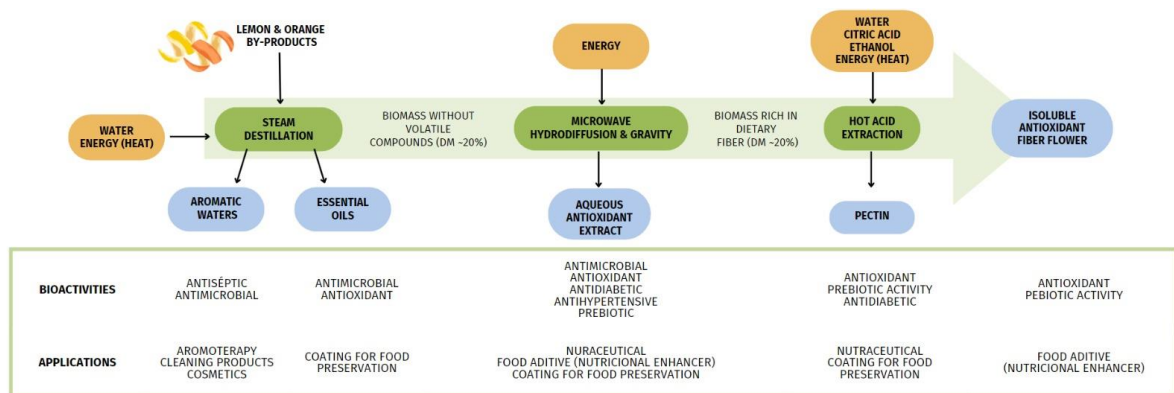 LEMON & ORANGE
BY-PRODUCTS
ENERGY
WATER
CITRIC ACID
ETHANOL
ENERGY (HEAT)
WATER
ENERGY (HEAT)
STEAM
DESTILLATION
BIOMASS WITHOUT
VOLATILE
COMPOUNDS (DM ~20%)
MICROWAVE
HYDRODIFFUSION & GRAVITY
BIOMASS RICH IN
DIETARY
FIBER (DM ~20%)
HOT ACID
EXTRACTION
ISOLUBLE
ANTIOXIDANT
FIBER FLOWER
AROMATIC
WATERS
ESSENTIAL
OILS
AQUEOUS
ANTIOXIDANT
EXTRACT
PECTIN
BIOACTIVITIES
ANTISÉPTIC
ANTIMICROBIAL
ANTIMICROBIAL
ANTIOXIDANT
ANTIMICROBIAL
ANTIOXIDANT
ANTIDIABETIC
ANTIHYPERTENSIVE
PREBIOTIC
ANTIOXIDANT
PREBIOTIC ACTIVITY
ANTIDIABETIC
ANTIOXIDANT
PEBIOTIC ACTIVITY
APPLICATIONS
AROMOTERAPY
CLEANING PRODUCTS
COSMETICS
COATING FOR FOOD
PRESERVATION
NURACEUTICAL
FOOD ADITIVE (NUTRICIONAL ENHANCER)
COATING FOR FOOD PRESERVATION
NUTRACEUTICAL
COATING FOR FOOD
PRESERVATION
FOOD ADITIVE
(NUTRICIONAL ENHANCER)